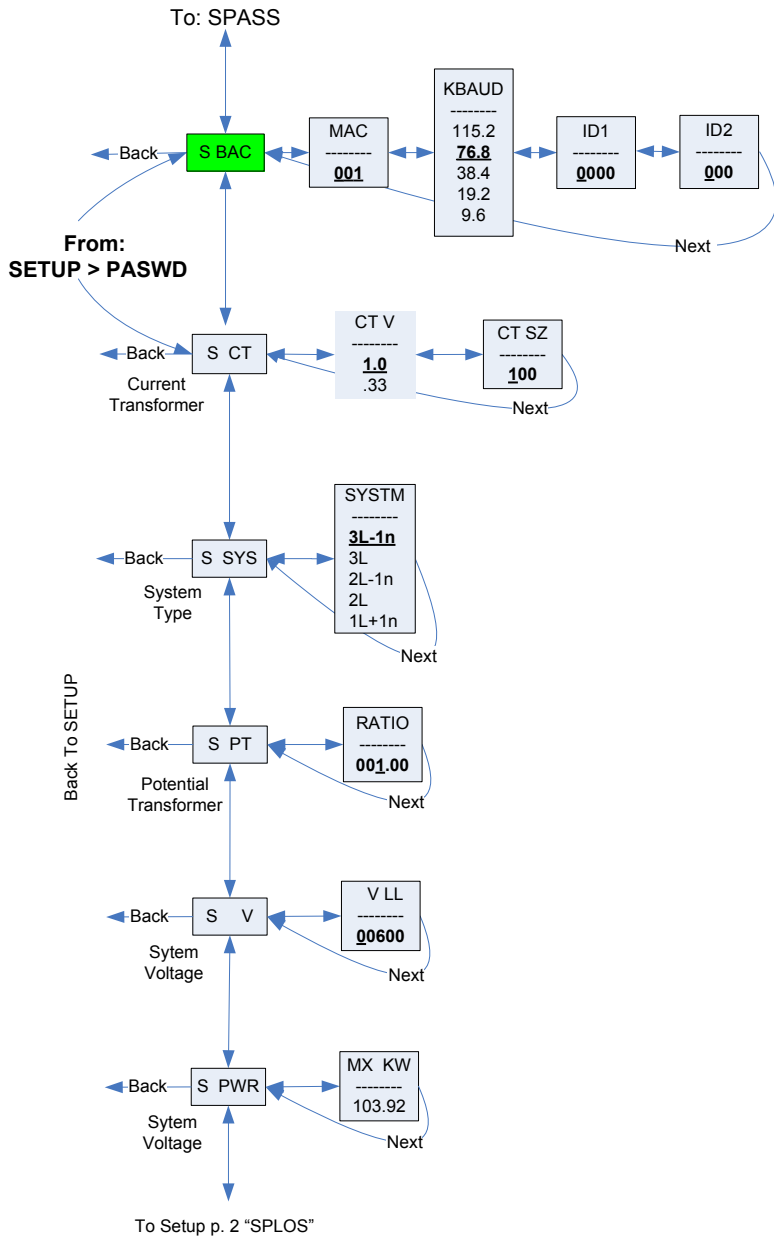 To: SPASS
Back
S BAC
MAC
--------
001
KBAUD
--------
115.2
76.8
38.4
19.2
9.6
ID1
--------
0000
ID2
--------
000
Next
From:
SETUP > PASWD
Back
S CT
Current
Transformer
CT V
--------
1.0
.33
CT SZ
--------
100
Next
Back
S SYS
System
Type
SYSTM
--------
3L-1n
3L
2L-1n
2L
1L+1n
Next
Back To SETUP
Back
S PT
Potential
Transformer
RATIO
--------
001.00
Next
Back
S V
Sytem
Voltage
V LL
--------
00600
Next
Back
S PWR
Sytem
Voltage
MX KW
--------
103.92
Next
To Setup p. 2 “SPLOS”